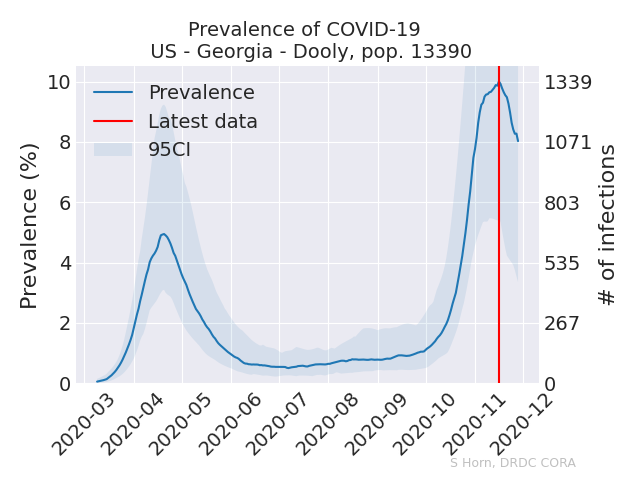 Prevalence of COVID-19
US - Georgia - Dooly, pop. 13390
Prevalence
Latest data
95CI
Prevalence (%)
10
8
6
4
2
0
# of infections
1339
1071
803
535
267
0
2020-03
2020-04
2020-05
2020-06
2020-07
2020-08
2020-09
2020-10
2020-11
2020-12
S Horn, DRDC CORA